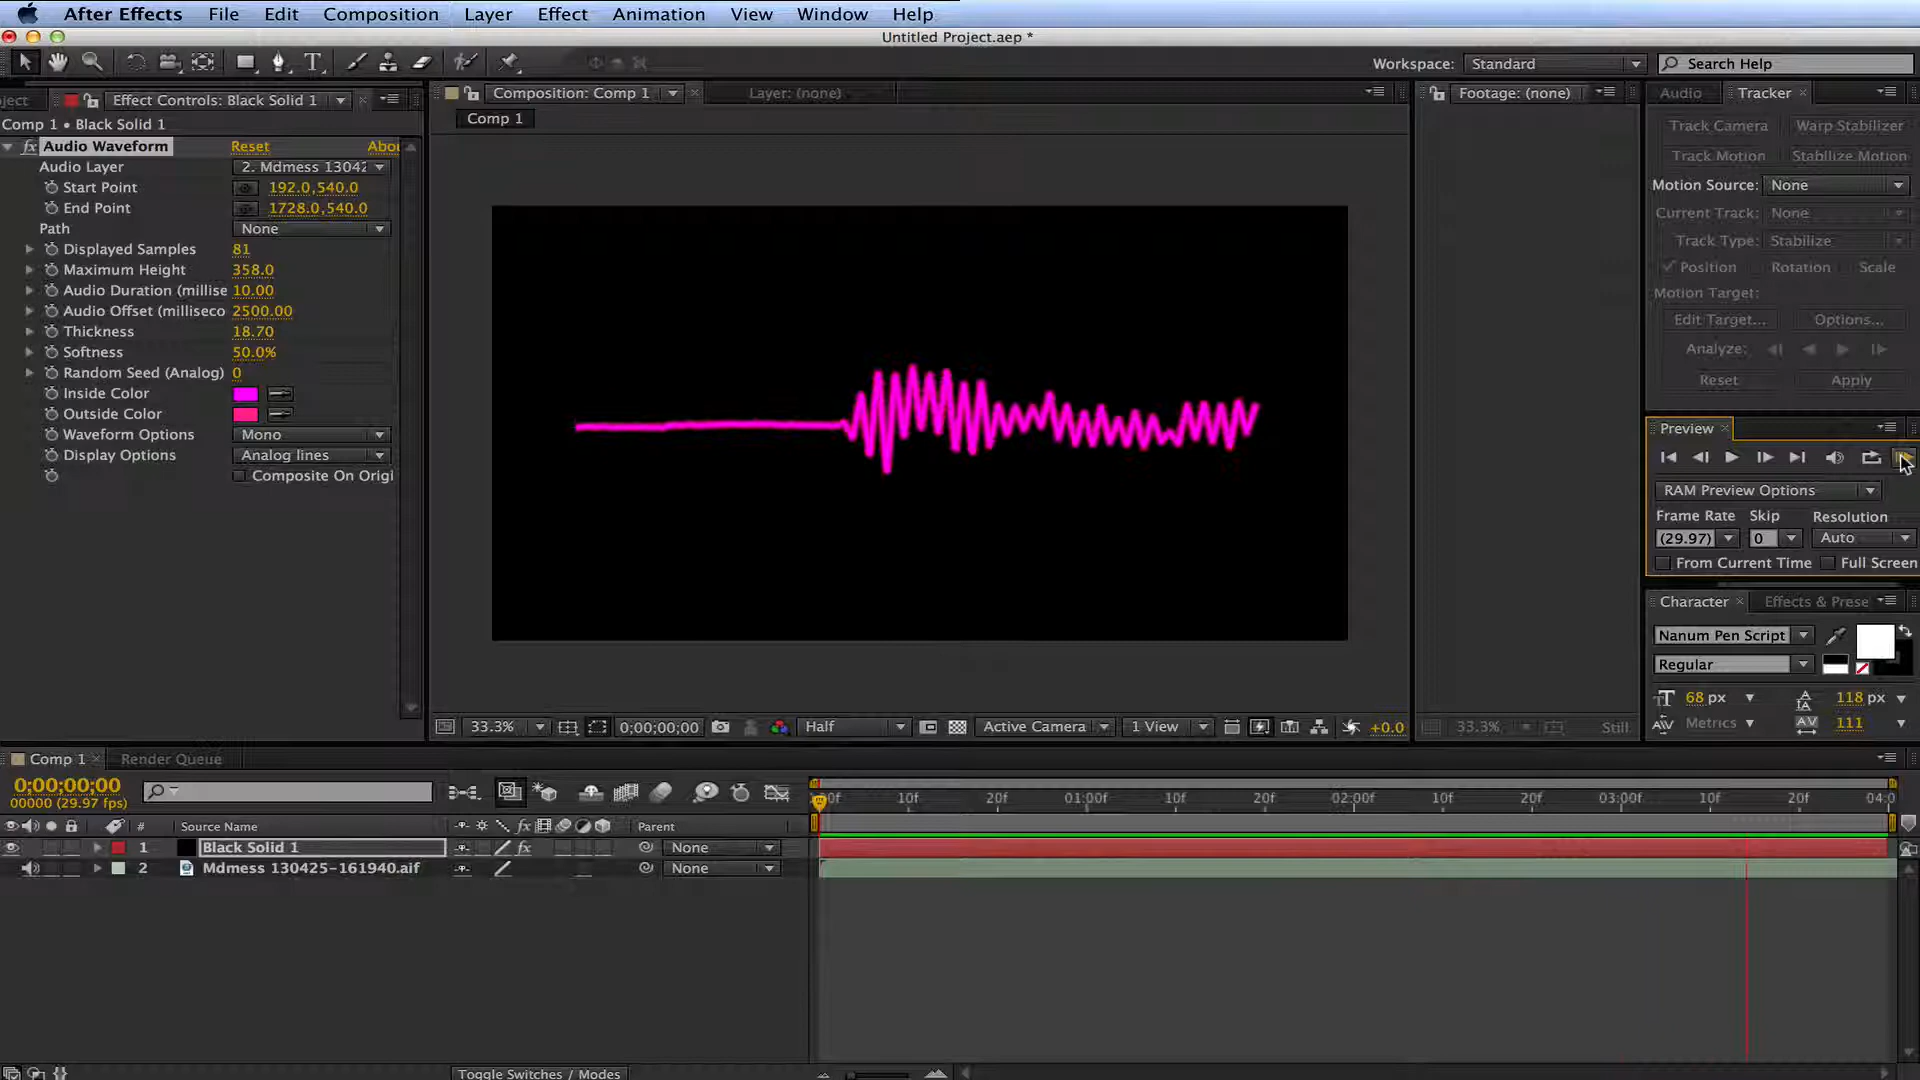 After Effects File Edit Composition Layer Effect Animation View Window Help
Untitled Project.aep *
Workspace: Standard Search Help
ject Effect Controls: Black Solid 1
Comp 1 • Black Solid 1
fx Audio Waveform Reset Abou
Audio Layer 2. Mdmess 13042
Start Point 192.0,540.0
End Point 1728.0,540.0
Path None
Displayed Samples 81
Maximum Height 358.0
Audio Duration (millise 10.00
Audio Offset (milliseco 2500.00
Thickness 18.70
Softness 50.0%
Random Seed (Analog) 0
Inside Color
Outside Color
Waveform Options Mono
Display Options Analog lines
Composite On Origi
Composition: Comp 1 Layer: (none)
Comp 1
33.3% 0;00;00;00 Half Active Camera 1 View +0.0
Footage: (none)
33.3% Still
Audio Tracker
Track Camera Warp Stabilizer
Track Motion Stabilize Motion
Motion Source: None
Current Track: None
Track Type: Stabilize
Position Rotation Scale
Motion Target:
Edit Target... Options...
Analyze:
Reset Apply
Preview
RAM Preview Options
Frame Rate Skip Resolution
(29.97) 0 Auto
From Current Time Full Screen
Character Effects & Prese
Nanum Pen Script
Regular
68 px 118 px
Metrics 111
Comp 1 Render Queue
0;00;00;00
00000 (29.97 fps)
00f 10f 20f 01:00f 10f 20f 02:00f 10f 20f 03:00f 10f 20f 04:0
# Source Name fx Parent
1 Black Solid 1 fx None
2 Mdmess 130425-161940.aif None
Toggle Switches / Modes